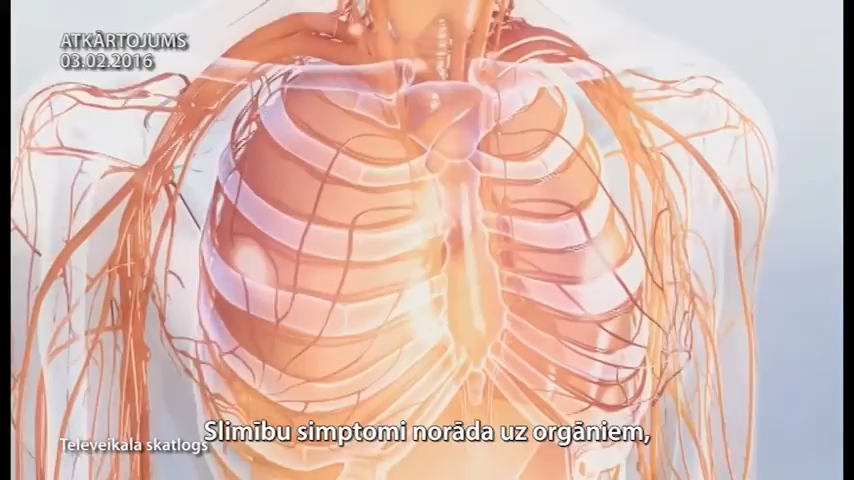 ATKĀRTOJUMS
03.02.2016
Slimību simptomi norāda uz orgāniem,
Televeikala skatlogs